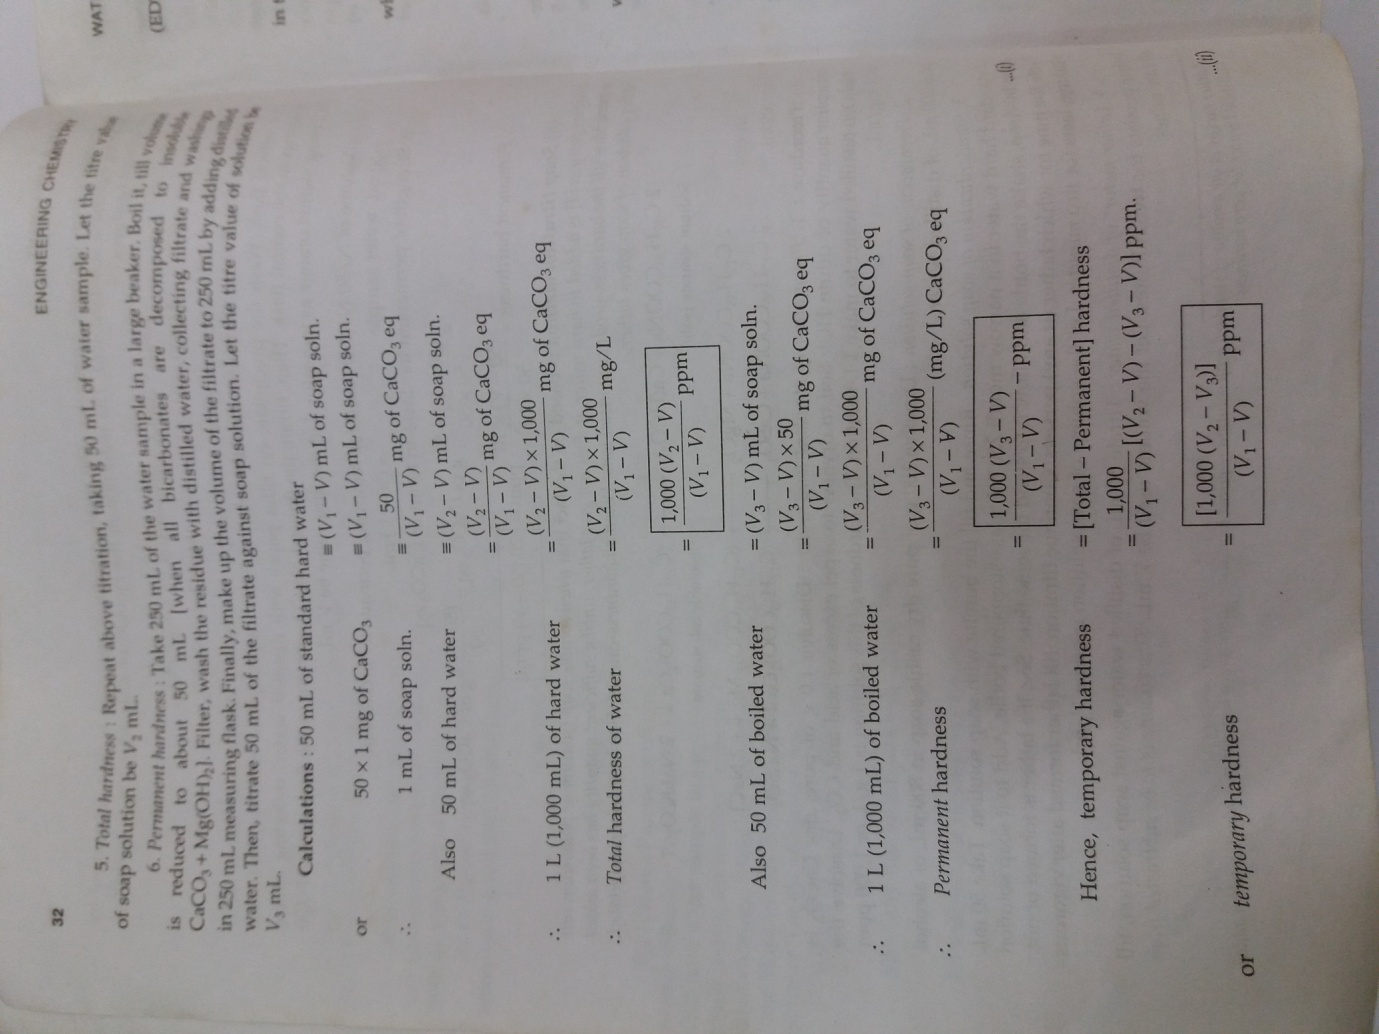 32 ENGINEERING CHEMISTRY
5. Total hardness : Repeat above titration, taking 50 mL of water sample. Let the titre value
of soap solution be V₂ mL.
6. Permanent hardness : Take 250 mL of the water sample in a large beaker. Boil it, till volume
is reduced to about 50 mL [when all bicarbonates are decomposed to insoluble
CaCO₃ + Mg(OH)₂]. Filter, wash the residue with distilled water, collecting filtrate and washings
in 250 mL measuring flask. Finally, make up the volume of the filtrate to 250 mL by adding distilled
water. Then, titrate 50 mL of the filtrate against soap solution. Let the titre value of solution be
V₃ mL.
Calculations : 50 mL of standard hard water
≡ (V₁ – V) mL of soap soln.
or 50 × 1 mg of CaCO₃ ≡ (V₁ – V) mL of soap soln.
∴ 1 mL of soap soln. ≡ 50/(V₁ – V) mg of CaCO₃ eq
Also 50 mL of hard water ≡ (V₂ – V) mL of soap soln.
= (V₂ – V)/(V₁ – V) mg of CaCO₃ eq
∴ 1 L (1,000 mL) of hard water = (V₂ – V) × 1,000/(V₁ – V) mg of CaCO₃ eq
∴ Total hardness of water = (V₂ – V) × 1,000/(V₁ – V) mg/L
= 1,000 (V₂ – V)/(V₁ – V) ppm
Also 50 mL of boiled water = (V₃ – V) mL of soap soln.
= (V₃ – V) × 50/(V₁ – V) mg of CaCO₃ eq
∴ 1 L (1,000 mL) of boiled water = (V₃ – V) × 1,000/(V₁ – V) mg of CaCO₃ eq
∴ Permanent hardness = (V₃ – V) × 1,000/(V₁ – V) (mg/L) CaCO₃ eq
= 1,000 (V₃ – V)/(V₁ – V) – ppm ...(i)
Hence, temporary hardness = [Total – Permanent] hardness
= 1,000/(V₁ – V) [(V₂ – V) – (V₃ – V)] ppm.
or temporary hardness = [1,000 (V₂ – V₃)]/(V₁ – V) ppm ...(ii)
WAT
(ED
in t